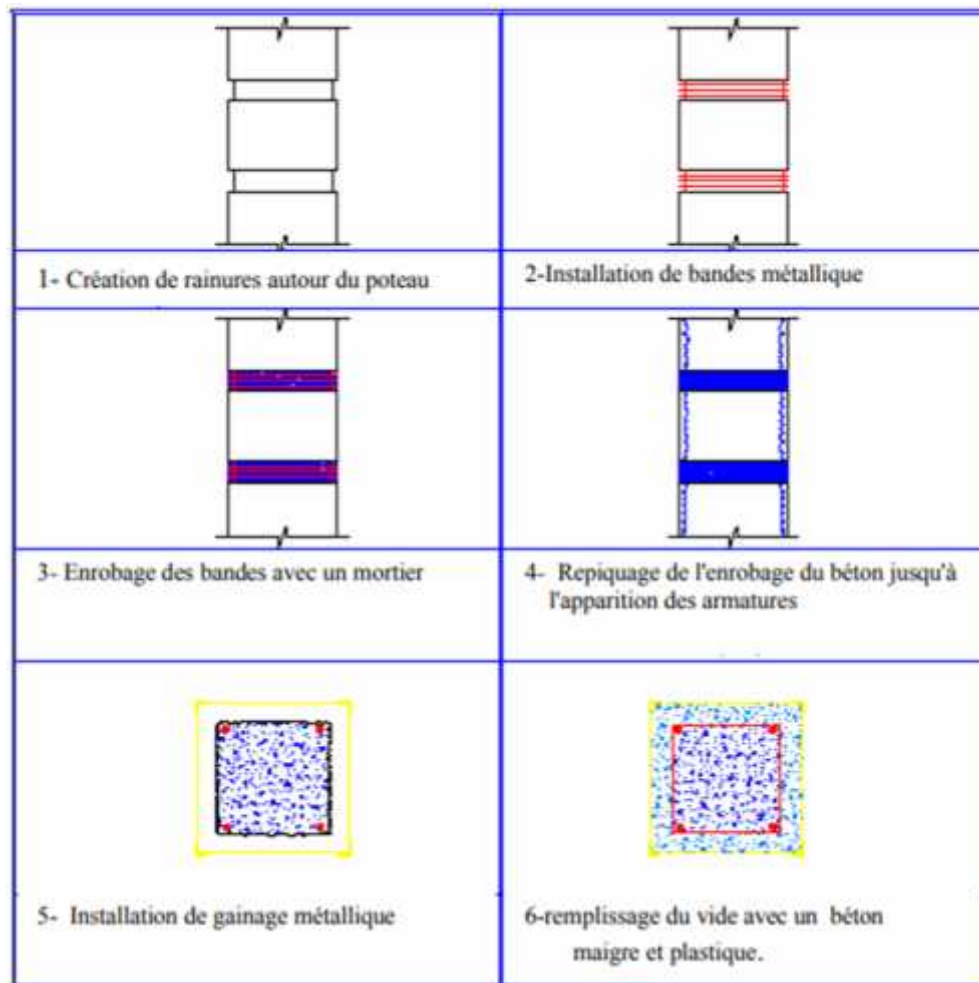 1- Création de rainures autour du poteau
2-Installation de bandes métallique
3- Enrobage des bandes avec un mortier
4- Repiquage de l'enrobage du béton jusqu'à
l'apparition des armatures
5- Installation de gainage métallique
6-remplissage du vide avec un béton
maigre et plastique.